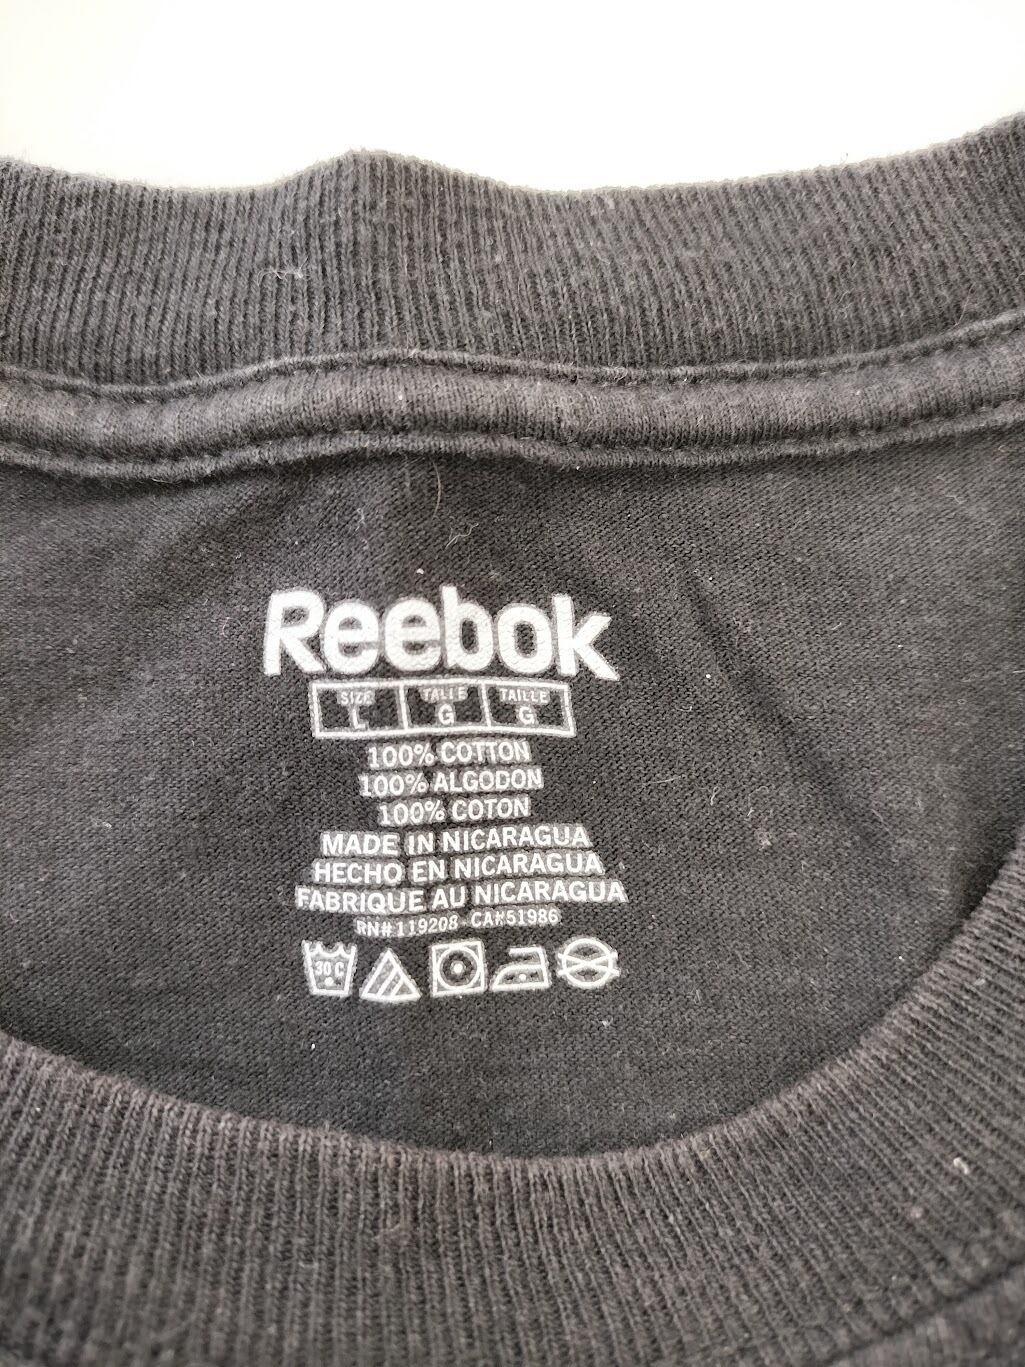 Reebok
SIZE TALLE TAILLE
L G G
100% COTTON
100% ALGODON
100% COTON
MADE IN NICARAGUA
HECHO EN NICARAGUA
FABRIQUE AU NICARAGUA
RN#119208 - CA#51986
30 C